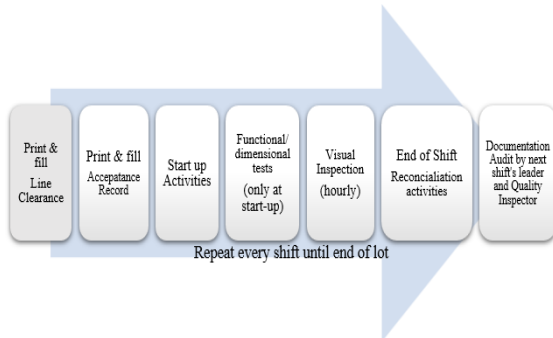 Print &
fill
Line
Clearance
Print & fill
Accepatance
Record
Start up
Activities
Functional/
dimensional
tests
(only at
start-up)
Visual
Inspection
(hourly)
End of Shift
Reconcialiation
activities
Documentation
Audit by next
shift's leader
and Quality
Inspector
Repeat every shift until end of lot